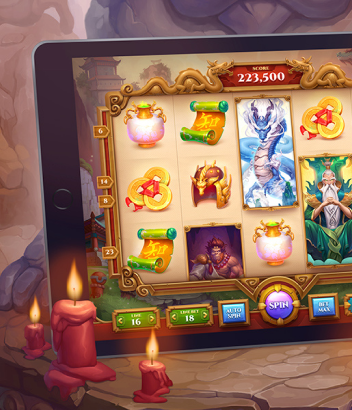 SCORE
223,500
6
14
8
23
LINE
16
LINE BET
18
AUTO
SPIN
SPIN
BET
MAX